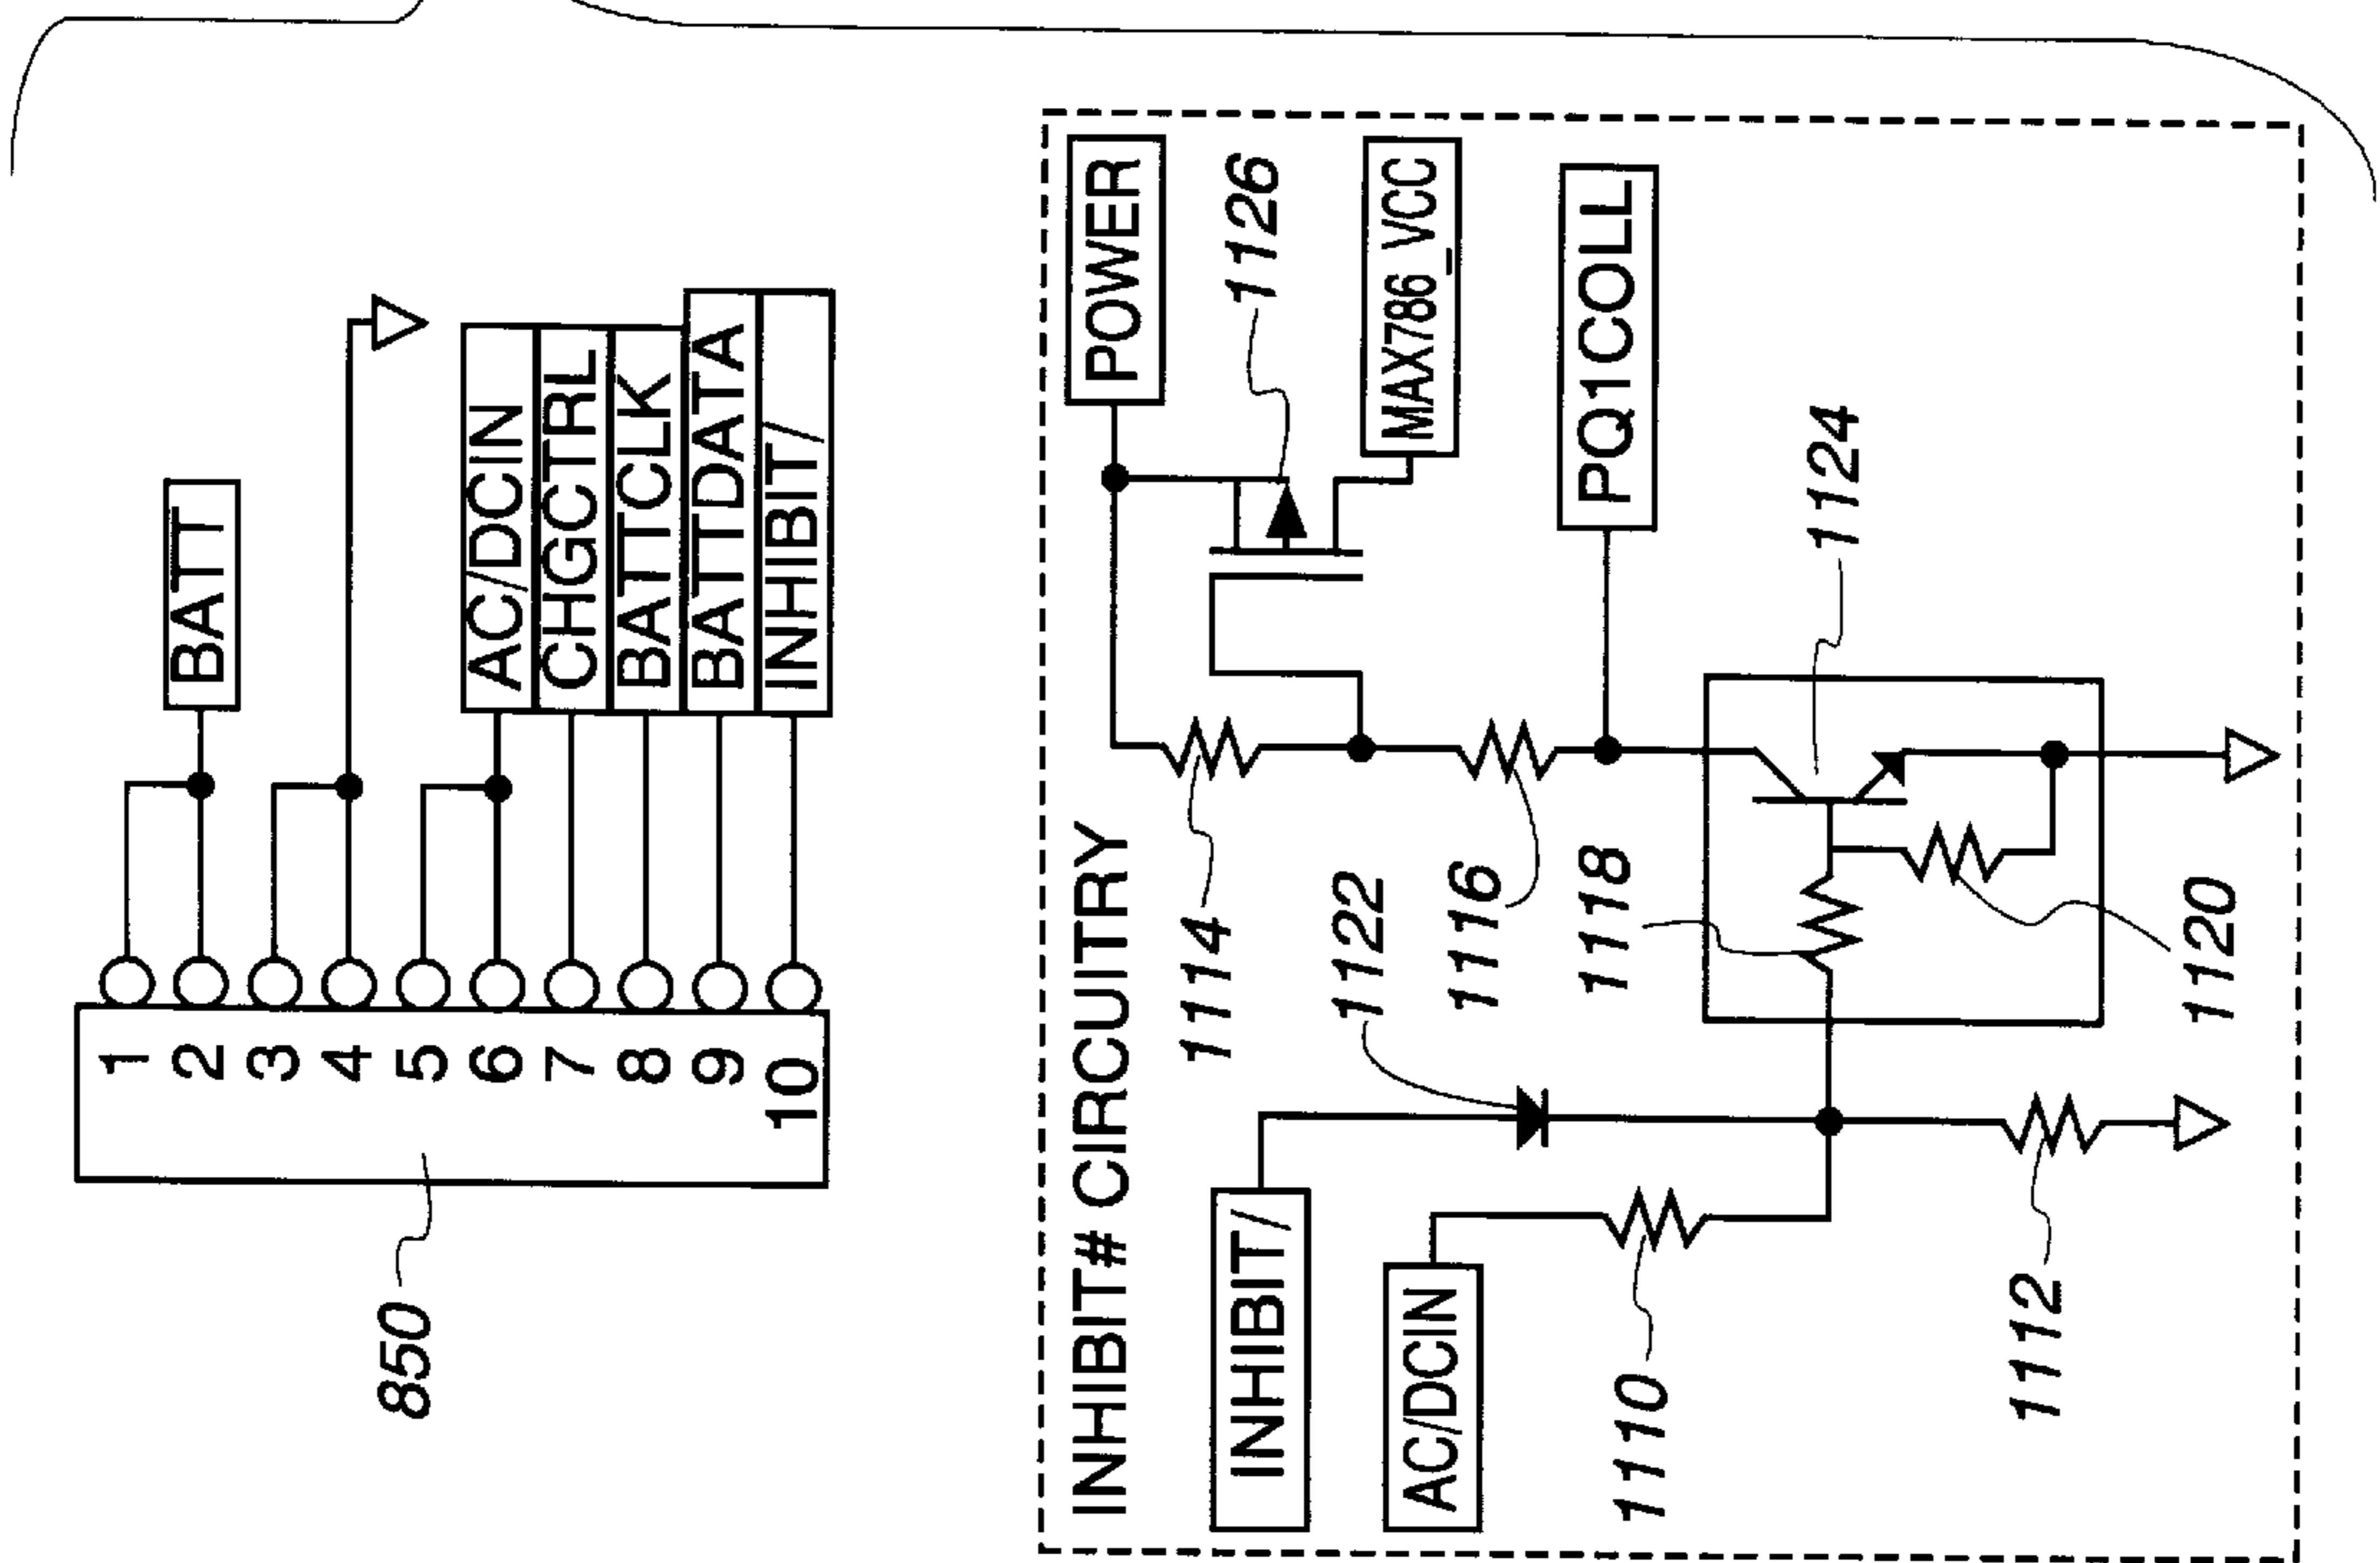 850
1
2
3
4
5
6
7
8
9
10
BATT
AC/DCIN
CHGCTRL
BATTCLK
BATTDATA
INHIBIT/
INHIBIT# CIRCUITRY
INHIBIT/
AC/DCIN
1110
1112
1114
1122
1116
1118
1120
POWER
1126
MAX786_VCC
PQ1COLL
1124